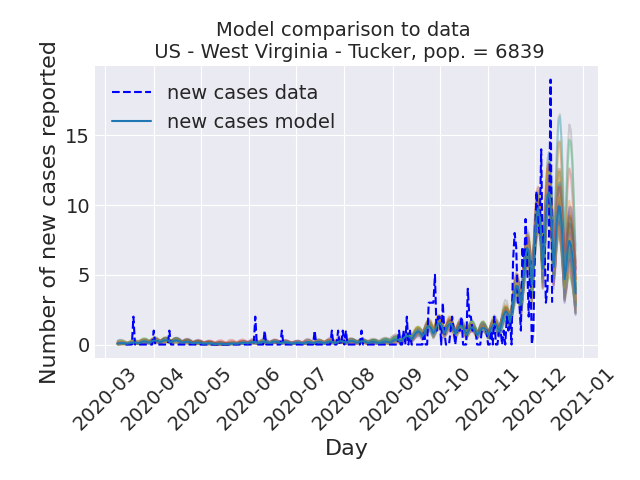 Model comparison to data
US - West Virginia - Tucker, pop. = 6839
new cases data
new cases model
Number of new cases reported
15
10
5
0
2020-03
2020-04
2020-05
2020-06
2020-07
2020-08
2020-09
2020-10
2020-11
2020-12
2021-01
Day